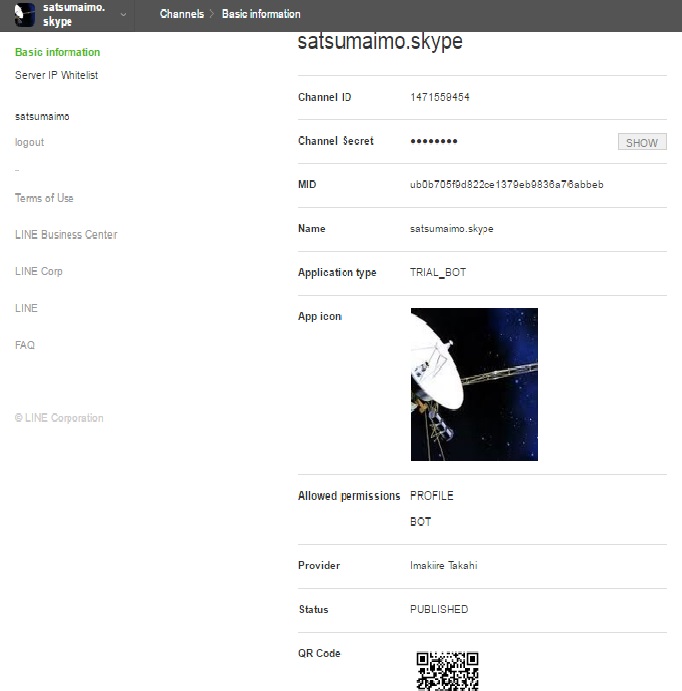 satsumaimo.
skype
Channels
Basic information
Basic information
Server IP Whitelist
satsumaimo
logout
-
Terms of Use
LINE Business Center
LINE Corp
LINE
FAQ
© LINE Corporation
satsumaimo.skype
Channel ID 1471559454
Channel Secret •••••••• SHOW
MID ub0b705f9d822ce1379eb9836a76abbeb
Name satsumaimo.skype
Application type TRIAL_BOT
App icon
Allowed permissions PROFILE
BOT
Provider Imakiire Takahi
Status PUBLISHED
QR Code